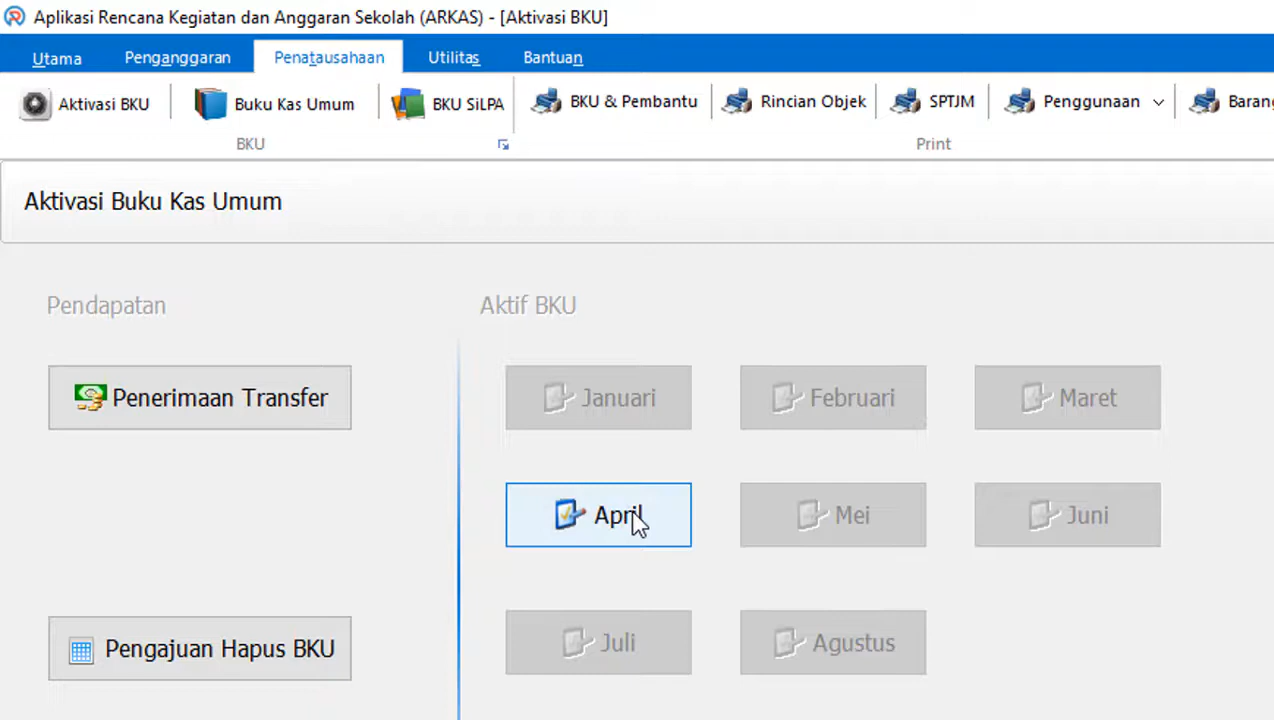 Aplikasi Rencana Kegiatan dan Anggaran Sekolah (ARKAS) - [Aktivasi BKU]
Utama Penganggaran Penatausahaan Utilitas Bantuan
Aktivasi BKU Buku Kas Umum BKU SiLPA BKU & Pembantu Rincian Objek SPTJM Penggunaan Barang
BKU Print
Aktivasi Buku Kas Umum
Pendapatan Aktif BKU
Penerimaan Transfer Januari Februari Maret
April Mei Juni
Pengajuan Hapus BKU Juli Agustus